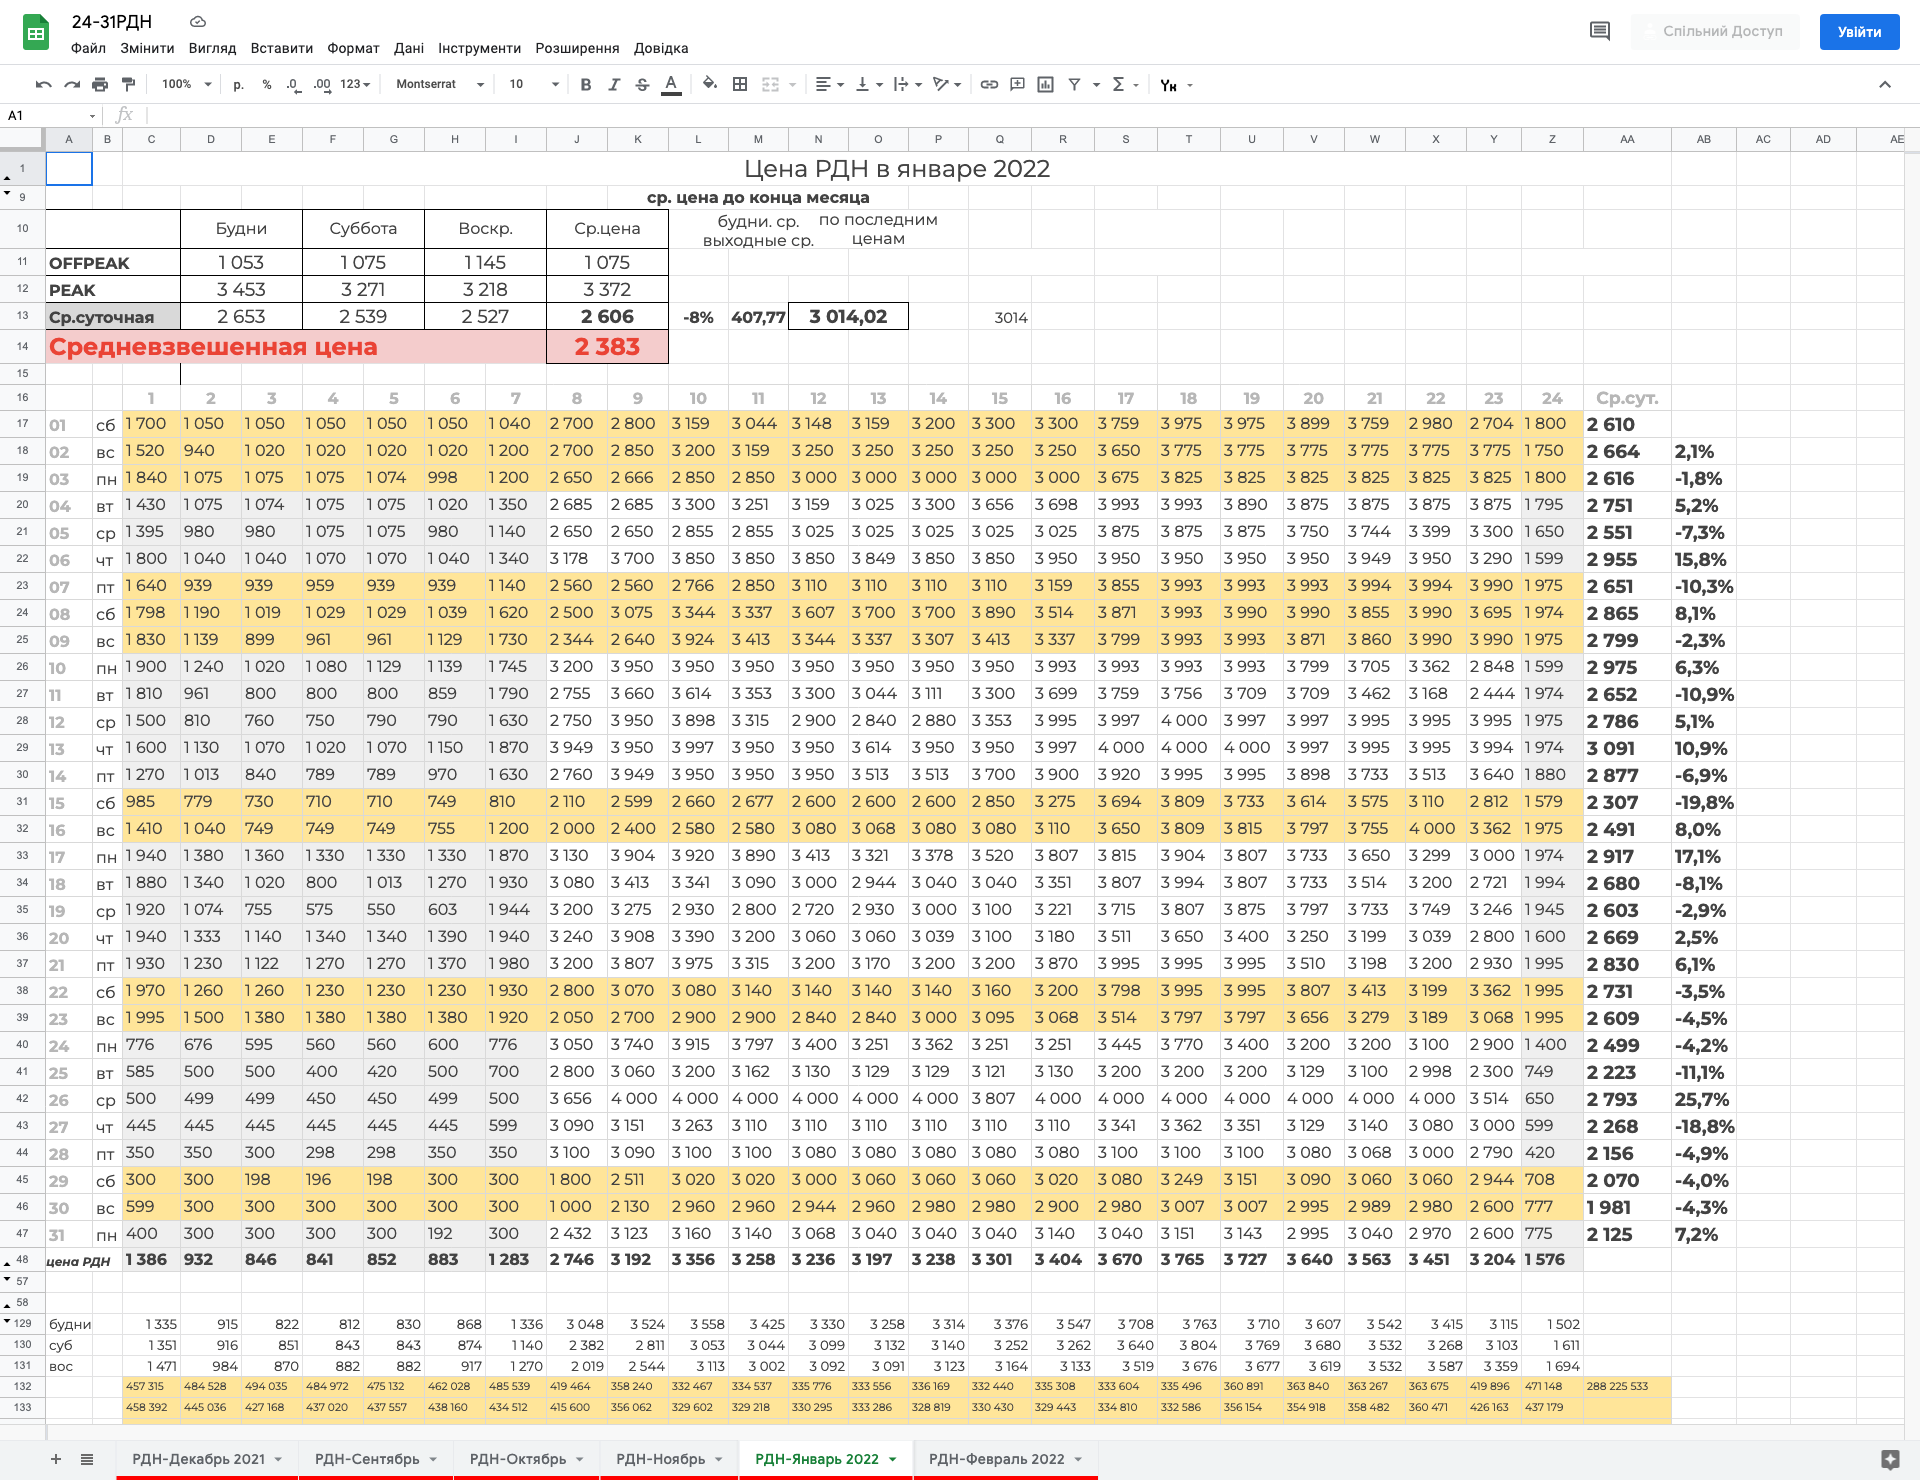 24-31РДН
Файл Змінити Вигляд Вставити Формат Дані Інструменти Розширення Довідка
Спільний Доступ
Увійти
100% р. % .0 .00 123 Montserrat 10 B I S A Σ Ун
A1 fx
A B C D E F G H I J K L M N O P Q R S T U V W X Y Z AA AB AC AD AE
1 Цена РДН в январе 2022
9 ср. цена до конца месяца
10 Будни Суббота Воскр. Ср.цена будни. ср. выходные ср. по последним ценам
11 OFFPEAK 1 053 1 075 1 145 1 075
12 PEAK 3 453 3 271 3 218 3 372
13 Ср.суточная 2 653 2 539 2 527 2 606 -8% 407,77 3 014,02 3014
14 Средневзвешенная цена 2 383
15
16 1 2 3 4 5 6 7 8 9 10 11 12 13 14 15 16 17 18 19 20 21 22 23 24 Ср.сут.
17 01 сб 1 700 1 050 1 050 1 050 1 050 1 050 1 040 2 700 2 800 3 159 3 044 3 148 3 159 3 200 3 300 3 300 3 759 3 975 3 975 3 899 3 759 2 980 2 704 1 800 2 610
18 02 вс 1 520 940 1 020 1 020 1 020 1 020 1 200 2 700 2 850 3 200 3 159 3 250 3 250 3 250 3 250 3 250 3 650 3 775 3 775 3 775 3 775 3 775 3 775 1 750 2 664 2,1%
19 03 пн 1 840 1 075 1 075 1 075 1 074 998 1 200 2 650 2 666 2 850 2 850 3 000 3 000 3 000 3 000 3 000 3 675 3 825 3 825 3 825 3 825 3 825 3 825 1 800 2 616 -1,8%
20 04 вт 1 430 1 075 1 074 1 075 1 075 1 020 1 350 2 685 2 685 3 300 3 251 3 159 3 025 3 300 3 656 3 698 3 993 3 993 3 890 3 875 3 875 3 875 3 875 1 795 2 751 5,2%
21 05 ср 1 395 980 980 1 075 1 075 980 1 140 2 650 2 650 2 855 2 855 3 025 3 025 3 025 3 025 3 025 3 875 3 875 3 875 3 750 3 744 3 399 3 300 1 650 2 551 -7,3%
22 06 чт 1 800 1 040 1 040 1 070 1 070 1 040 1 340 3 178 3 700 3 850 3 850 3 850 3 849 3 850 3 850 3 950 3 950 3 950 3 950 3 950 3 949 3 950 3 290 1 599 2 955 15,8%
23 07 пт 1 640 939 939 959 939 939 1 140 2 560 2 560 2 766 2 850 3 110 3 110 3 110 3 110 3 159 3 855 3 993 3 993 3 993 3 994 3 994 3 990 1 975 2 651 -10,3%
24 08 сб 1 798 1 190 1 019 1 029 1 029 1 039 1 620 2 500 3 075 3 344 3 337 3 607 3 700 3 700 3 890 3 514 3 871 3 993 3 990 3 990 3 855 3 990 3 695 1 974 2 865 8,1%
25 09 вс 1 830 1 139 899 961 961 1 129 1 730 2 344 2 640 3 924 3 413 3 344 3 337 3 307 3 413 3 337 3 799 3 993 3 993 3 871 3 860 3 990 3 990 1 975 2 799 -2,3%
26 10 пн 1 900 1 240 1 020 1 080 1 129 1 139 1 745 3 200 3 950 3 950 3 950 3 950 3 950 3 950 3 950 3 993 3 993 3 993 3 993 3 799 3 705 3 362 2 848 1 599 2 975 6,3%
27 11 вт 1 810 961 800 800 800 859 1 790 2 755 3 660 3 614 3 353 3 300 3 044 3 111 3 300 3 699 3 759 3 756 3 709 3 709 3 462 3 168 2 444 1 974 2 652 -10,9%
28 12 ср 1 500 810 760 750 790 790 1 630 2 750 3 950 3 898 3 315 2 900 2 840 2 880 3 353 3 995 3 997 4 000 3 997 3 997 3 995 3 995 3 995 1 975 2 786 5,1%
29 13 чт 1 600 1 130 1 070 1 020 1 070 1 150 1 870 3 949 3 950 3 997 3 950 3 950 3 614 3 950 3 950 3 997 4 000 4 000 4 000 3 997 3 995 3 995 3 994 1 974 3 091 10,9%
30 14 пт 1 270 1 013 840 789 789 970 1 630 2 760 3 949 3 950 3 950 3 950 3 513 3 513 3 700 3 900 3 920 3 995 3 995 3 898 3 733 3 513 3 640 1 880 2 877 -6,9%
31 15 сб 985 779 730 710 710 749 810 2 110 2 599 2 660 2 677 2 600 2 600 2 600 2 850 3 275 3 694 3 809 3 733 3 614 3 575 3 110 2 812 1 579 2 307 -19,8%
32 16 вс 1 410 1 040 749 749 749 755 1 200 2 000 2 400 2 580 2 580 3 080 3 068 3 080 3 080 3 110 3 650 3 809 3 815 3 797 3 755 4 000 3 362 1 975 2 491 8,0%
33 17 пн 1 940 1 380 1 360 1 330 1 330 1 330 1 870 3 130 3 904 3 920 3 890 3 413 3 321 3 378 3 520 3 807 3 815 3 904 3 807 3 733 3 650 3 299 3 000 1 974 2 917 17,1%
34 18 вт 1 880 1 340 1 020 800 1 013 1 270 1 930 3 080 3 413 3 341 3 090 3 000 2 944 3 040 3 040 3 351 3 807 3 994 3 807 3 733 3 514 3 200 2 721 1 994 2 680 -8,1%
35 19 ср 1 920 1 074 755 575 550 603 1 944 3 200 3 275 2 930 2 800 2 720 2 930 3 000 3 100 3 221 3 715 3 807 3 875 3 797 3 733 3 749 3 246 1 945 2 603 -2,9%
36 20 чт 1 940 1 333 1 140 1 340 1 340 1 390 1 940 3 240 3 908 3 390 3 200 3 060 3 060 3 039 3 100 3 180 3 511 3 650 3 400 3 250 3 199 3 039 2 800 1 600 2 669 2,5%
37 21 пт 1 930 1 230 1 122 1 270 1 270 1 370 1 980 3 200 3 807 3 975 3 315 3 200 3 170 3 200 3 200 3 870 3 995 3 995 3 995 3 510 3 198 3 200 2 930 1 995 2 830 6,1%
38 22 сб 1 970 1 260 1 260 1 230 1 230 1 230 1 930 2 800 3 070 3 080 3 140 3 140 3 140 3 140 3 160 3 200 3 798 3 995 3 995 3 807 3 413 3 199 3 362 1 995 2 731 -3,5%
39 23 вс 1 995 1 500 1 380 1 380 1 380 1 380 1 920 2 050 2 700 2 900 2 900 2 840 2 840 3 000 3 095 3 068 3 514 3 797 3 797 3 656 3 279 3 189 3 068 1 995 2 609 -4,5%
40 24 пн 776 676 595 560 560 600 776 3 050 3 740 3 915 3 797 3 400 3 251 3 362 3 251 3 251 3 445 3 770 3 400 3 200 3 200 3 100 2 900 1 400 2 499 -4,2%
41 25 вт 585 500 500 400 420 500 700 2 800 3 060 3 200 3 162 3 130 3 129 3 129 3 121 3 130 3 200 3 200 3 200 3 129 3 100 2 998 2 300 749 2 223 -11,1%
42 26 ср 500 499 499 450 450 499 500 3 656 4 000 4 000 4 000 4 000 4 000 4 000 3 807 4 000 4 000 4 000 4 000 4 000 4 000 4 000 3 514 650 2 793 25,7%
43 27 чт 445 445 445 445 445 445 599 3 090 3 151 3 263 3 110 3 110 3 110 3 110 3 110 3 110 3 341 3 362 3 351 3 129 3 140 3 080 3 000 599 2 268 -18,8%
44 28 пт 350 350 300 298 298 350 350 3 100 3 090 3 100 3 100 3 080 3 080 3 080 3 080 3 080 3 100 3 100 3 100 3 080 3 068 3 000 2 790 420 2 156 -4,9%
45 29 сб 300 300 198 196 198 300 300 1 800 2 511 3 020 3 020 3 000 3 060 3 060 3 060 3 020 3 080 3 249 3 151 3 090 3 060 3 060 2 944 708 2 070 -4,0%
46 30 вс 599 300 300 300 300 300 300 1 000 2 130 2 960 2 960 2 944 2 960 2 980 2 980 2 900 2 980 3 007 3 007 2 995 2 989 2 980 2 600 777 1 981 -4,3%
47 31 пн 400 300 300 300 300 192 300 2 432 3 123 3 160 3 140 3 068 3 040 3 040 3 040 3 140 3 040 3 151 3 143 2 995 3 040 2 970 2 600 775 2 125 7,2%
48 цена РДН 1 386 932 846 841 852 883 1 283 2 746 3 192 3 356 3 258 3 236 3 197 3 238 3 301 3 404 3 670 3 765 3 727 3 640 3 563 3 451 3 204 1 576
57
58
129 будни 1 335 915 822 812 830 868 1 336 3 048 3 524 3 558 3 425 3 330 3 258 3 314 3 376 3 547 3 708 3 763 3 710 3 607 3 542 3 415 3 115 1 502
130 суб 1 351 916 851 843 843 874 1 140 2 382 2 811 3 053 3 044 3 099 3 132 3 140 3 252 3 262 3 640 3 804 3 769 3 680 3 532 3 268 3 103 1 611
131 вос 1 471 984 870 882 882 917 1 270 2 019 2 544 3 113 3 002 3 092 3 091 3 123 3 164 3 133 3 519 3 676 3 677 3 619 3 532 3 587 3 359 1 694
132 457 315 484 528 494 035 484 972 475 132 462 028 485 539 419 464 358 240 332 467 334 537 335 776 333 556 336 169 332 440 335 308 333 604 335 496 360 891 363 840 363 267 363 675 419 896 471 148 288 225 533
133 458 392 445 036 427 168 437 020 437 557 438 160 434 512 415 600 356 062 329 602 329 218 330 295 333 286 328 819 330 430 329 443 334 810 332 586 356 154 354 918 358 482 360 471 426 163 437 179
РДН-Декабрь 2021 РДН-Сентябрь РДН-Октябрь РДН-Ноябрь РДН-Январь 2022 РДН-Февраль 2022